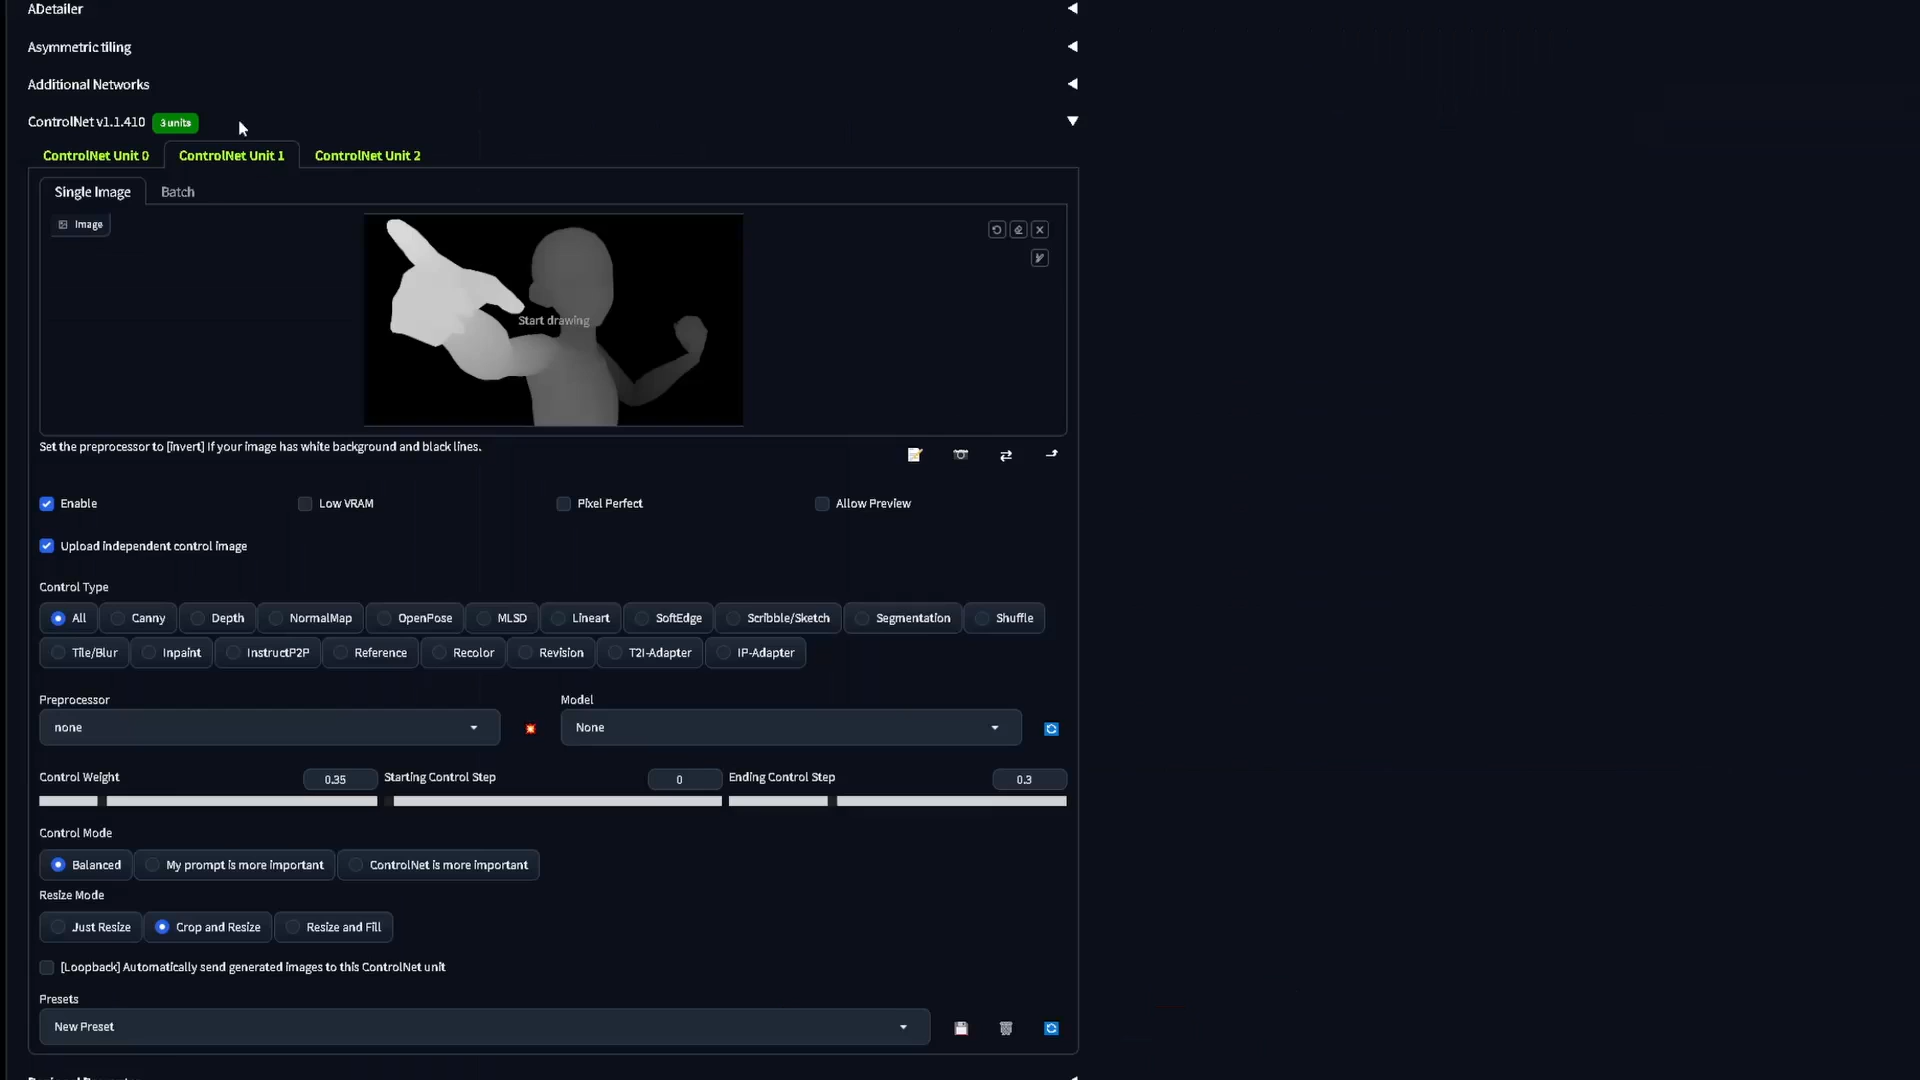 ADetailer
Asymmetric tiling
Additional Networks
ControlNet v1.1.410 3 units
ControlNet Unit 0 ControlNet Unit 1 ControlNet Unit 2
Single Image Batch
Image
Start drawing
Set the preprocessor to [invert] If your image has white background and black lines.
Enable Low VRAM Pixel Perfect Allow Preview
Upload independent control image
Control Type
All Canny Depth NormalMap OpenPose MLSD Lineart SoftEdge Scribble/Sketch Segmentation Shuffle
Tile/Blur Inpaint InstructP2P Reference Recolor Revision T2I-Adapter IP-Adapter
Preprocessor Model
none None
Control Weight 0.35 Starting Control Step 0 Ending Control Step 0.3
Control Mode
Balanced My prompt is more important ControlNet is more important
Resize Mode
Just Resize Crop and Resize Resize and Fill
[Loopback] Automatically send generated images to this ControlNet unit
Presets
New Preset